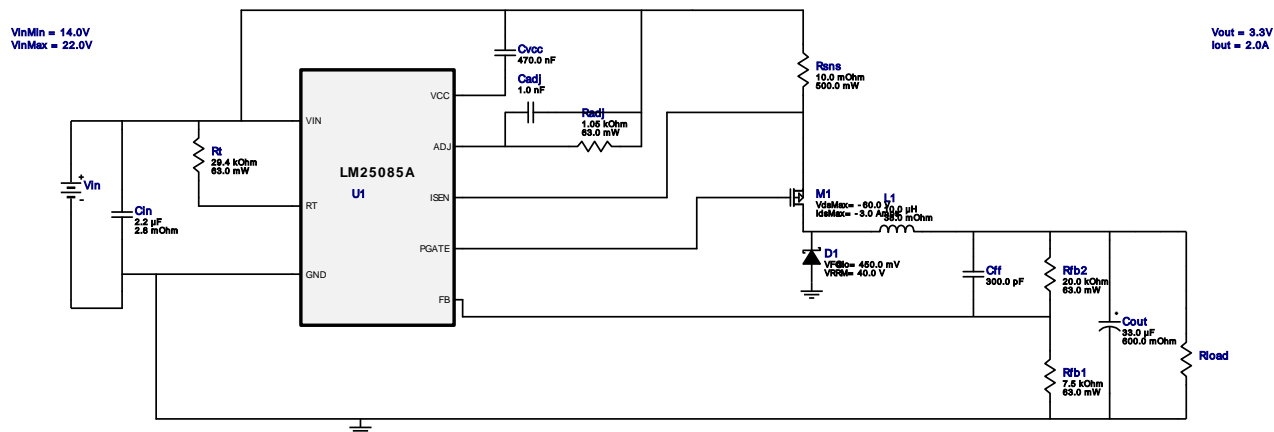 VinMin = 14.0V
VinMax = 22.0V
Vout = 3.3V
Iout = 2.0A
Cvcc
470.0 nF
Cadj
1.0 nF
Rsns
10.0 mOhm
500.0 mW
VCC
Radj
1.05 kOhm
63.0 mW
VIN
ADJ
Rt
29.4 kOhm
63.0 mW
LM25085A
U1
Vin
+
-
ISEN
M1
VdsMax= -60.0 V
IdsMax= -3.0 Amps
L1
10.0 µH
RT
Cin
2.2 µF
2.6 mOhm
PGATE
D1
= 450.0 mV
VRRM= 40.0 V
GND
Cff
300.0 pF
Rfb2
20.0 kOhm
63.0 mW
FB
Cout
33.0 µF
600.0 mOhm
Rload
Rfb1
7.5 kOhm
63.0 mW